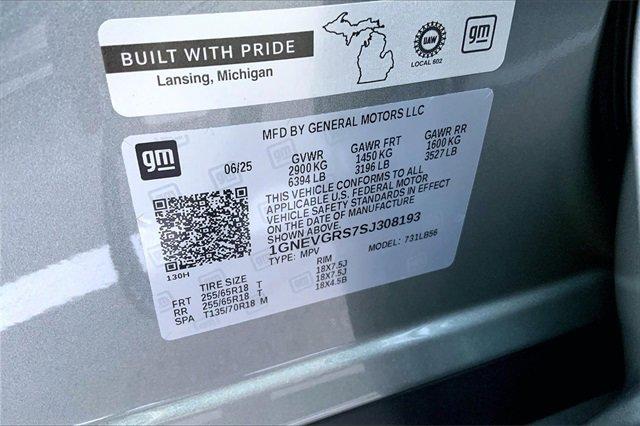 BUILT WITH PRIDE
Lansing, Michigan
UAW
LOCAL 602
gm
MFD BY GENERAL MOTORS LLC
gm
06/25 GVWR GAWR FRT GAWR RR
2900 KG 1450 KG 1600 KG
6394 LB 3196 LB 3527 LB
THIS VEHICLE CONFORMS TO ALL
APPLICABLE U.S. FEDERAL MOTOR
VEHICLE SAFETY STANDARDS IN EFFECT
ON THE DATE OF MANUFACTURE
1GNEVGRS7SJ308193
TYPE: MPV MODEL: 731LB56
130H
TIRE SIZE RIM
FRT 255/65R18 T 18X7.5J
RR 255/65R18 T 18X7.5J
SPA T135/70R18 M 18X4.5B